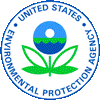 UNITED STATES
ENVIRONMENTAL PROTECTION AGENCY